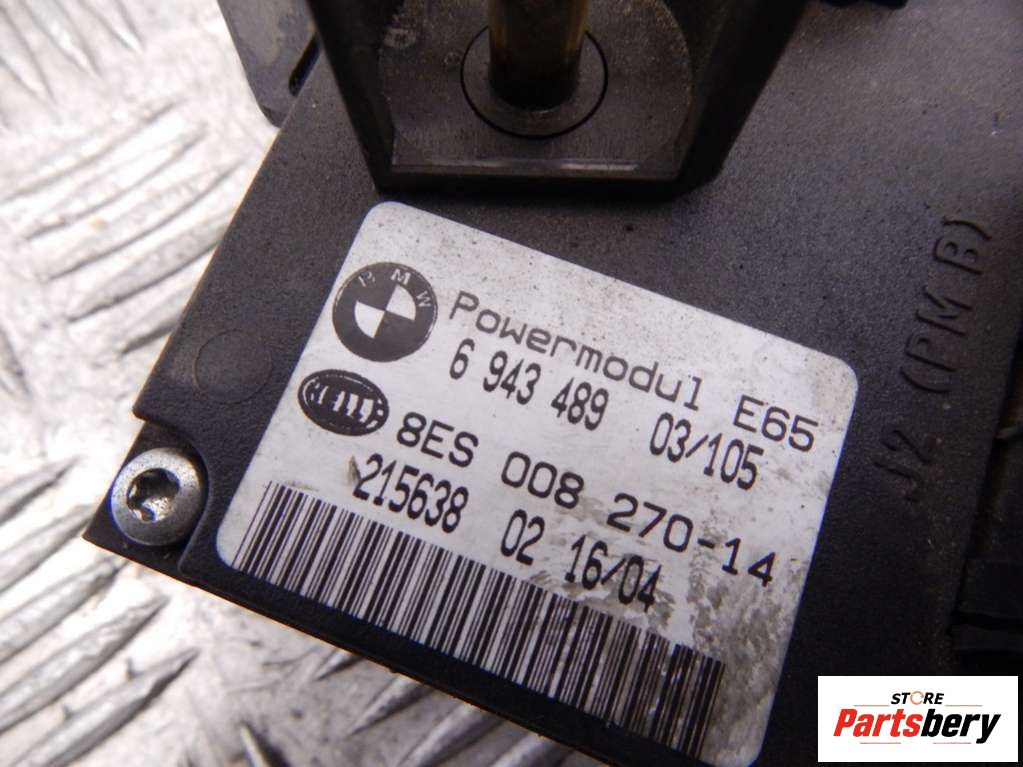 BMW
Powermodul E65
6 943 489 03/105
8ES 008 270-14
215638 02 16/04
J2 (PM B)
STORE
Partsbery